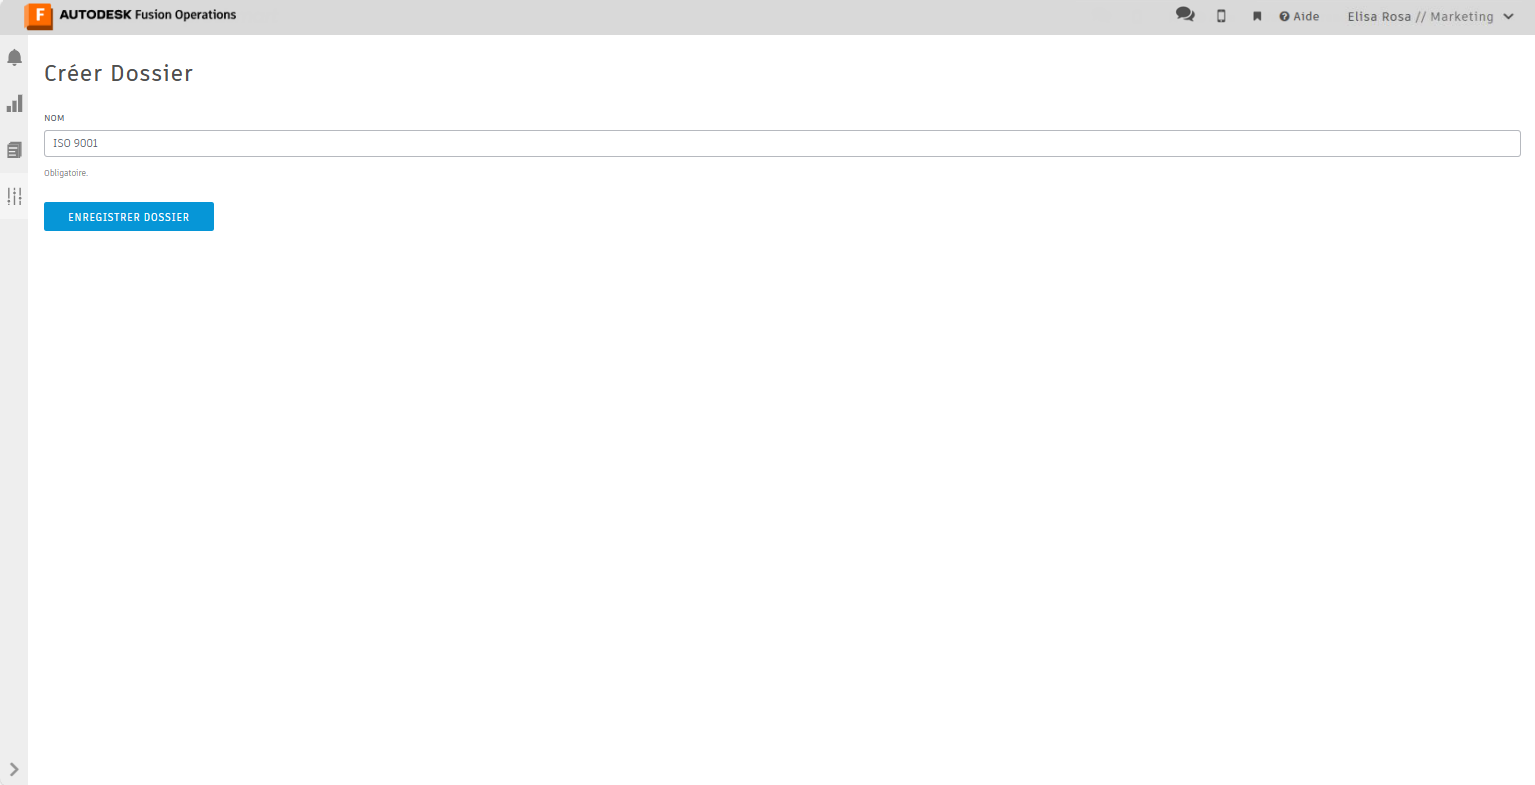 F AUTODESK Fusion Operations
Aide
Elisa Rosa // Marketing
Créer Dossier
NOM
ISO 9001
Obligatoire.
ENREGISTRER DOSSIER